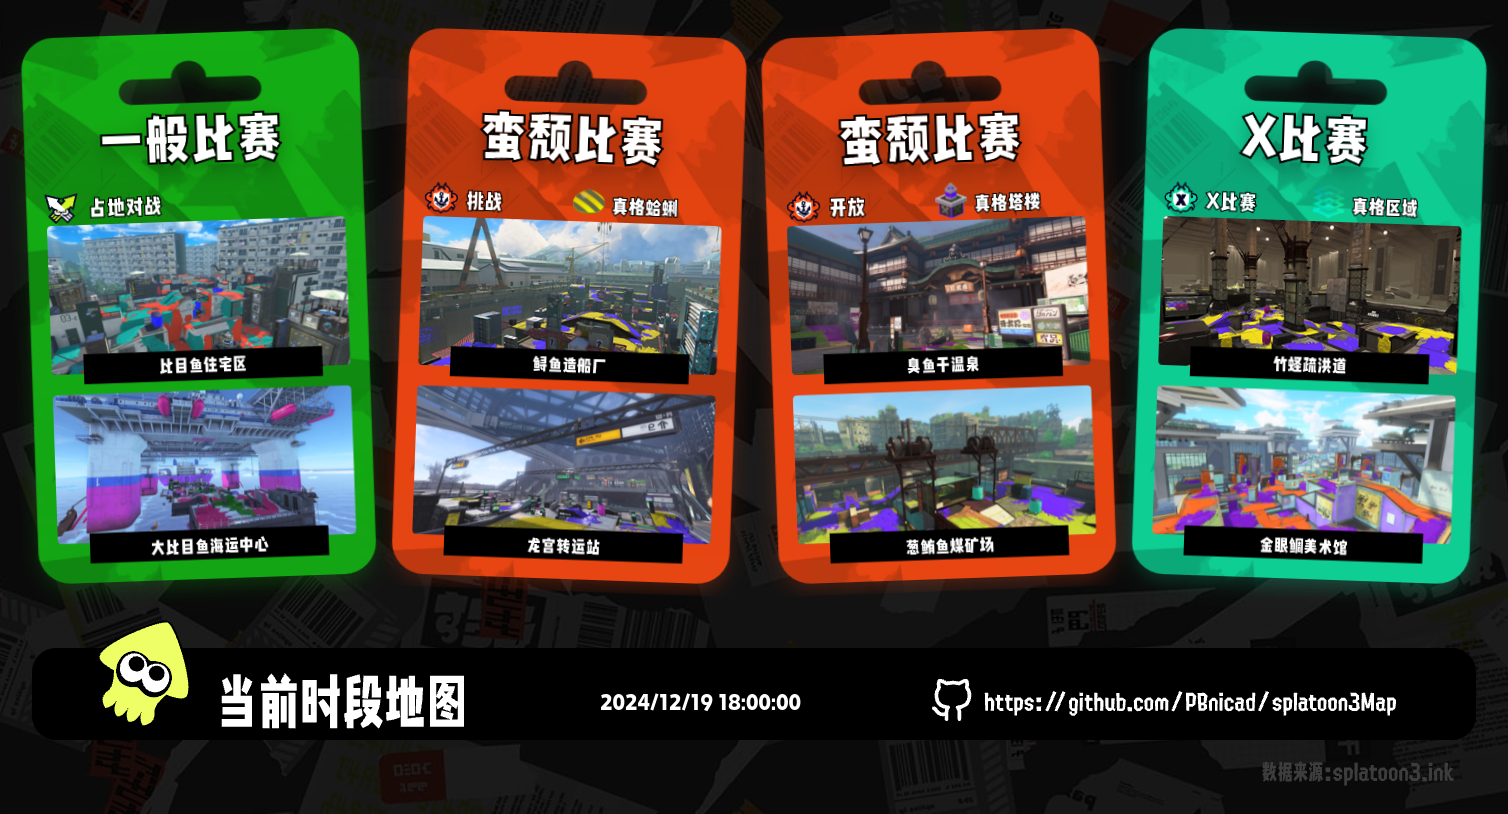 一般比赛
占地对战
比目鱼住宅区
大比目鱼海运中心
蛮颓比赛
挑战
真格蛤蜊
鲟鱼造船厂
龙宫转运站
蛮颓比赛
开放
真格塔楼
臭鱼干温泉
葱鲔鱼煤矿场
X比赛
X比赛
真格区域
竹蛏疏洪道
金眼鲷美术馆
当前时段地图
2024/12/19 18:00:00
https://github.com/PBnicad/splatoon3Map
数据来源:splatoon3.ink